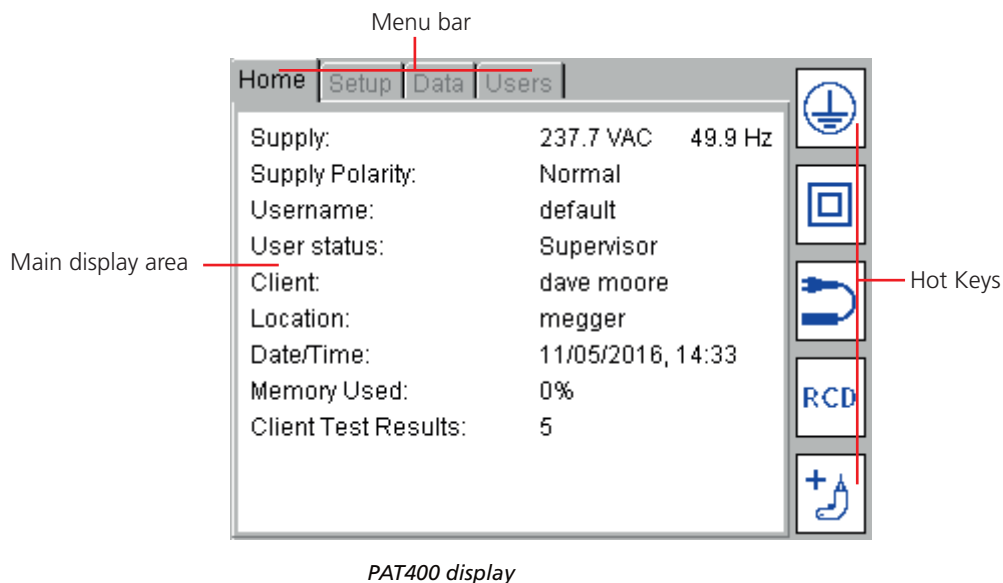 Menu bar
Home Setup Data Users
Supply: 237.7 VAC 49.9 Hz
Supply Polarity: Normal
Username: default
User status: Supervisor
Main display area
Client: dave moore
Hot Keys
Location: megger
Date/Time: 11/05/2016, 14:33
Memory Used: 0%
RCD
Client Test Results: 5
PAT400 display